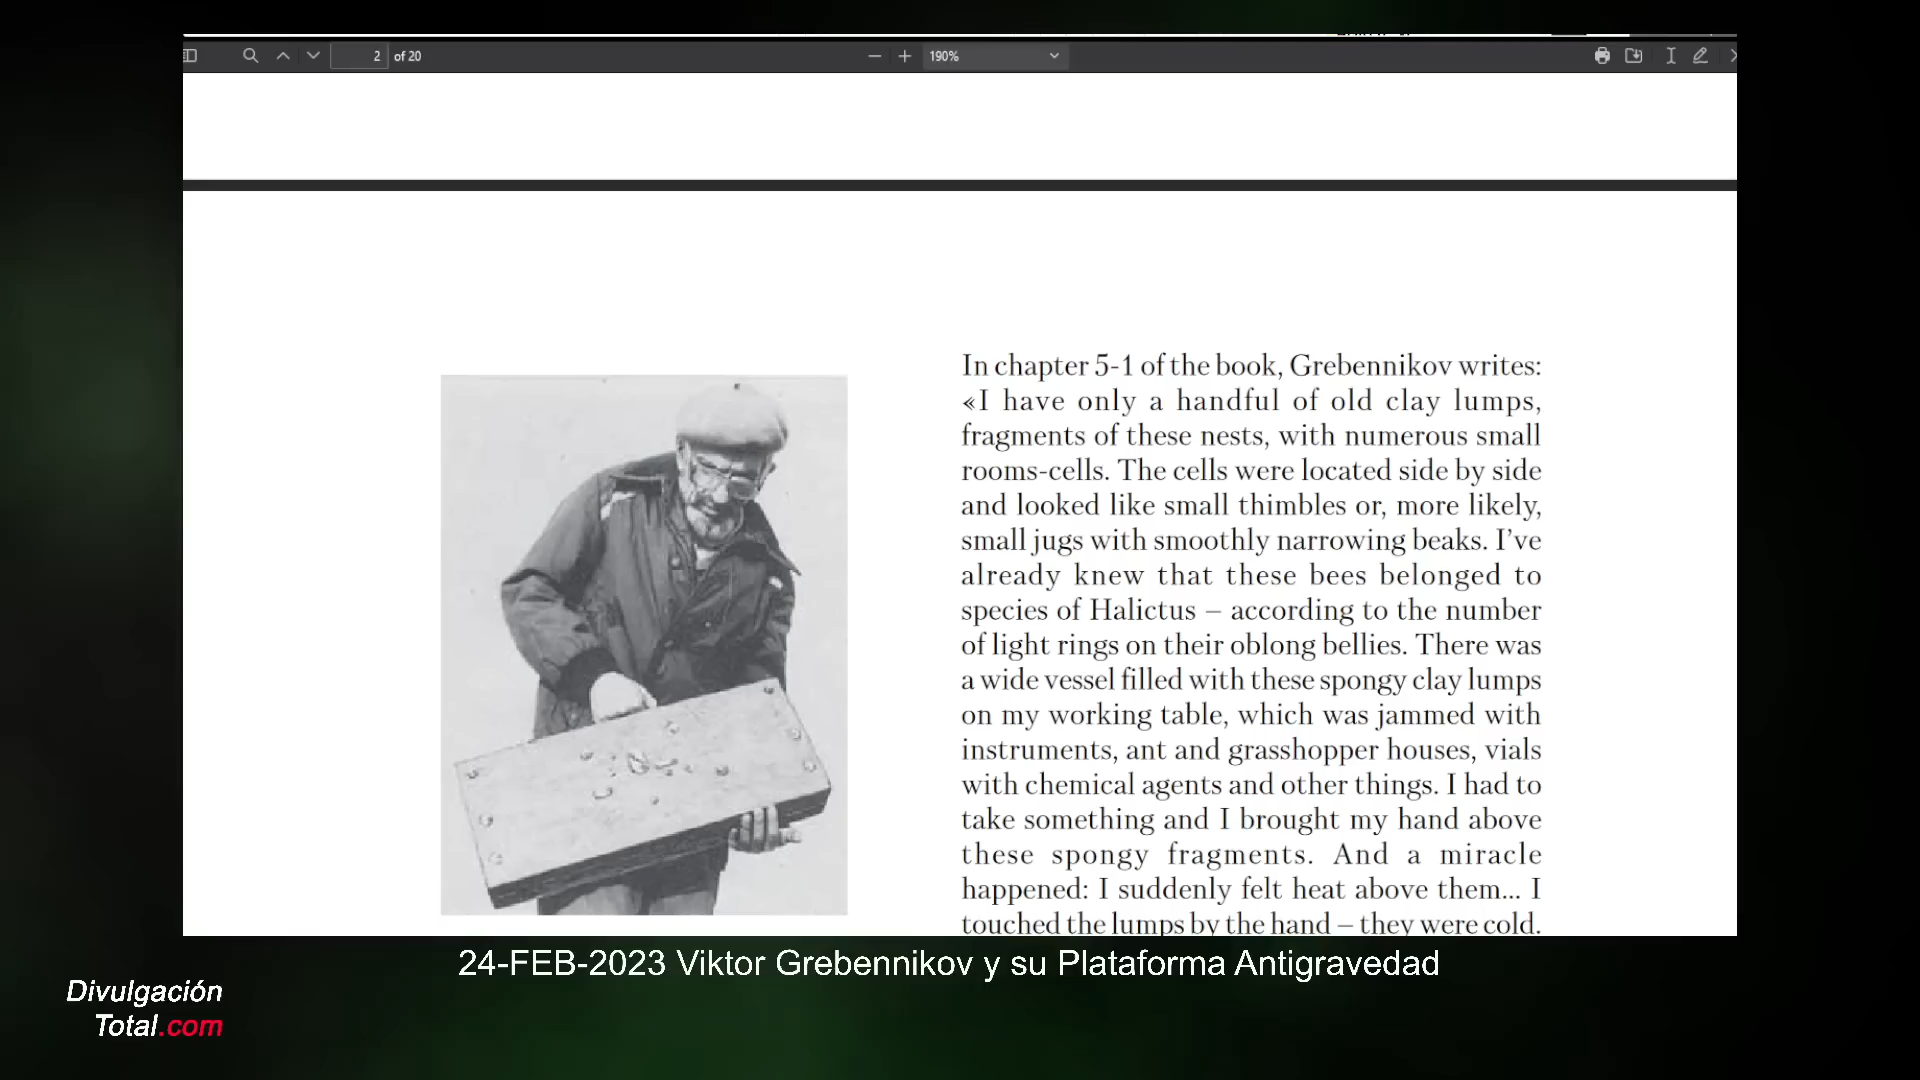 2 of 20
190%
In chapter 5-1 of the book, Grebennikov writes:
«I have only a handful of old clay lumps,
fragments of these nests, with numerous small
rooms-cells. The cells were located side by side
and looked like small thimbles or, more likely,
small jugs with smoothly narrowing beaks. I’ve
already knew that these bees belonged to
species of Halictus – according to the number
of light rings on their oblong bellies. There was
a wide vessel filled with these spongy clay lumps
on my working table, which was jammed with
instruments, ant and grasshopper houses, vials
with chemical agents and other things. I had to
take something and I brought my hand above
these spongy fragments. And a miracle
happened: I suddenly felt heat above them... I
touched the lumps by the hand – they were cold.
24-FEB-2023 Viktor Grebennikov y su Plataforma Antigravedad
Divulgación
Total.com